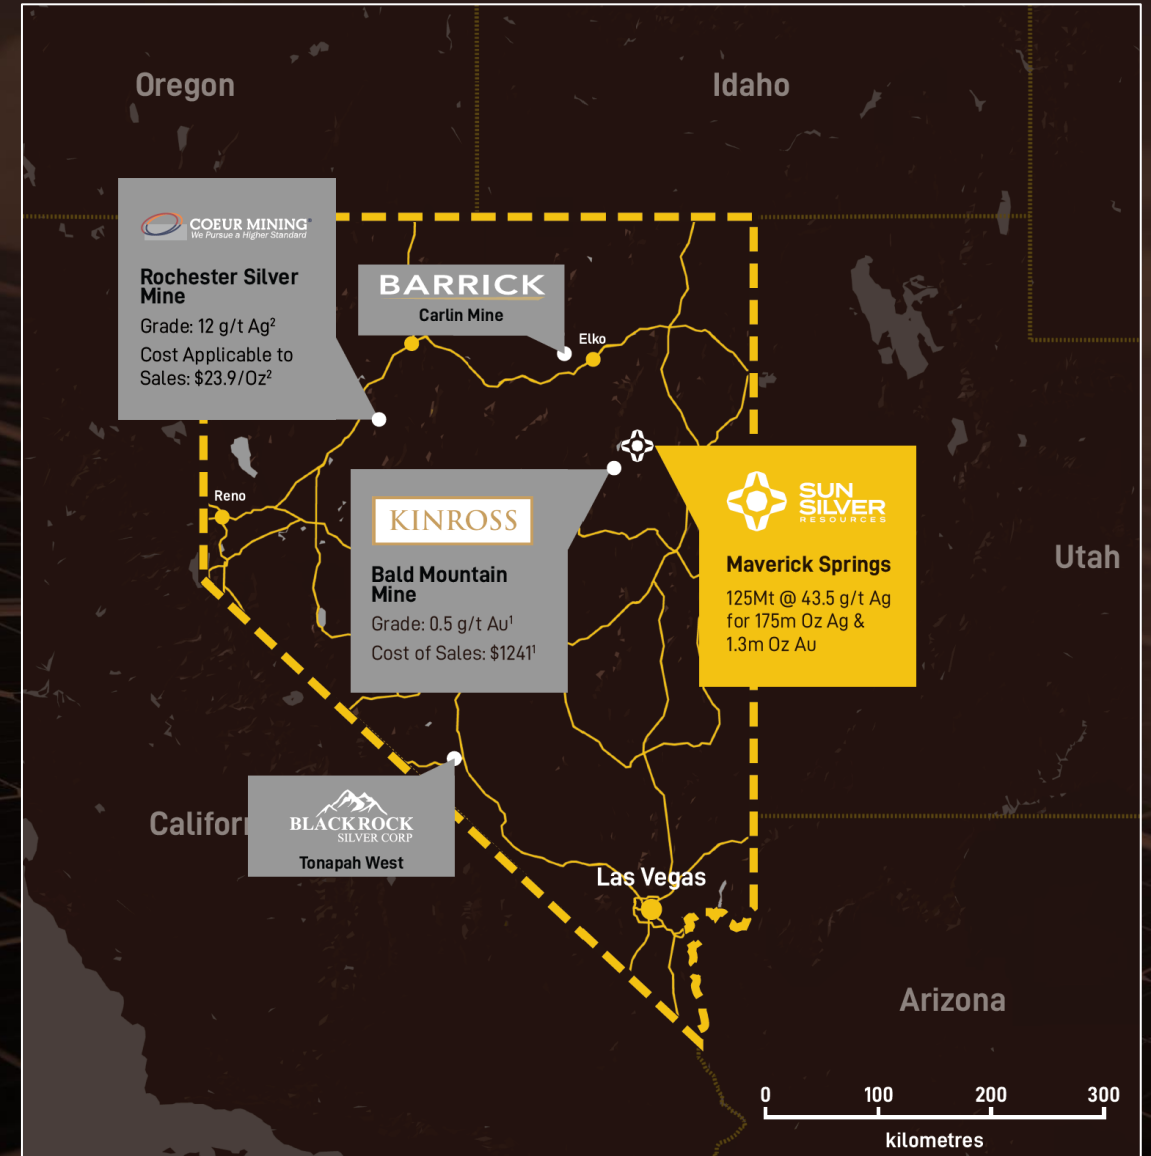 Oregon
Idaho
COEUR MINING®
We Pursue a Higher Standard
Rochester Silver
Mine
Grade: 12 g/t Ag²
Cost Applicable to
Sales: $23.9/Oz²
BARRICK
Carlin Mine
Elko
Reno
KINROSS
Bald Mountain
Mine
Grade: 0.5 g/t Au¹
Cost of Sales: $1241¹
SUN
SILVER
RESOURCES
Maverick Springs
125Mt @ 43.5 g/t Ag
for 175m Oz Ag &
1.3m Oz Au
Utah
Califor
BLACKROCK
SILVER CORP
Tonapah West
Las Vegas
Arizona
0 100 200 300
kilometres